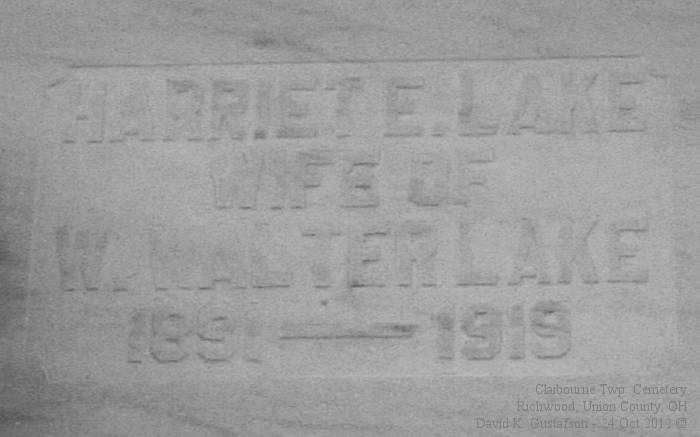 HARRIET E. LAKE
WIFE OF
W. WALTER LAKE
1891 — 1919
Claibourne Twp Cemetery
Richwood, Union County, OH
David K. Gustafson - 24 Oct 2012 ©